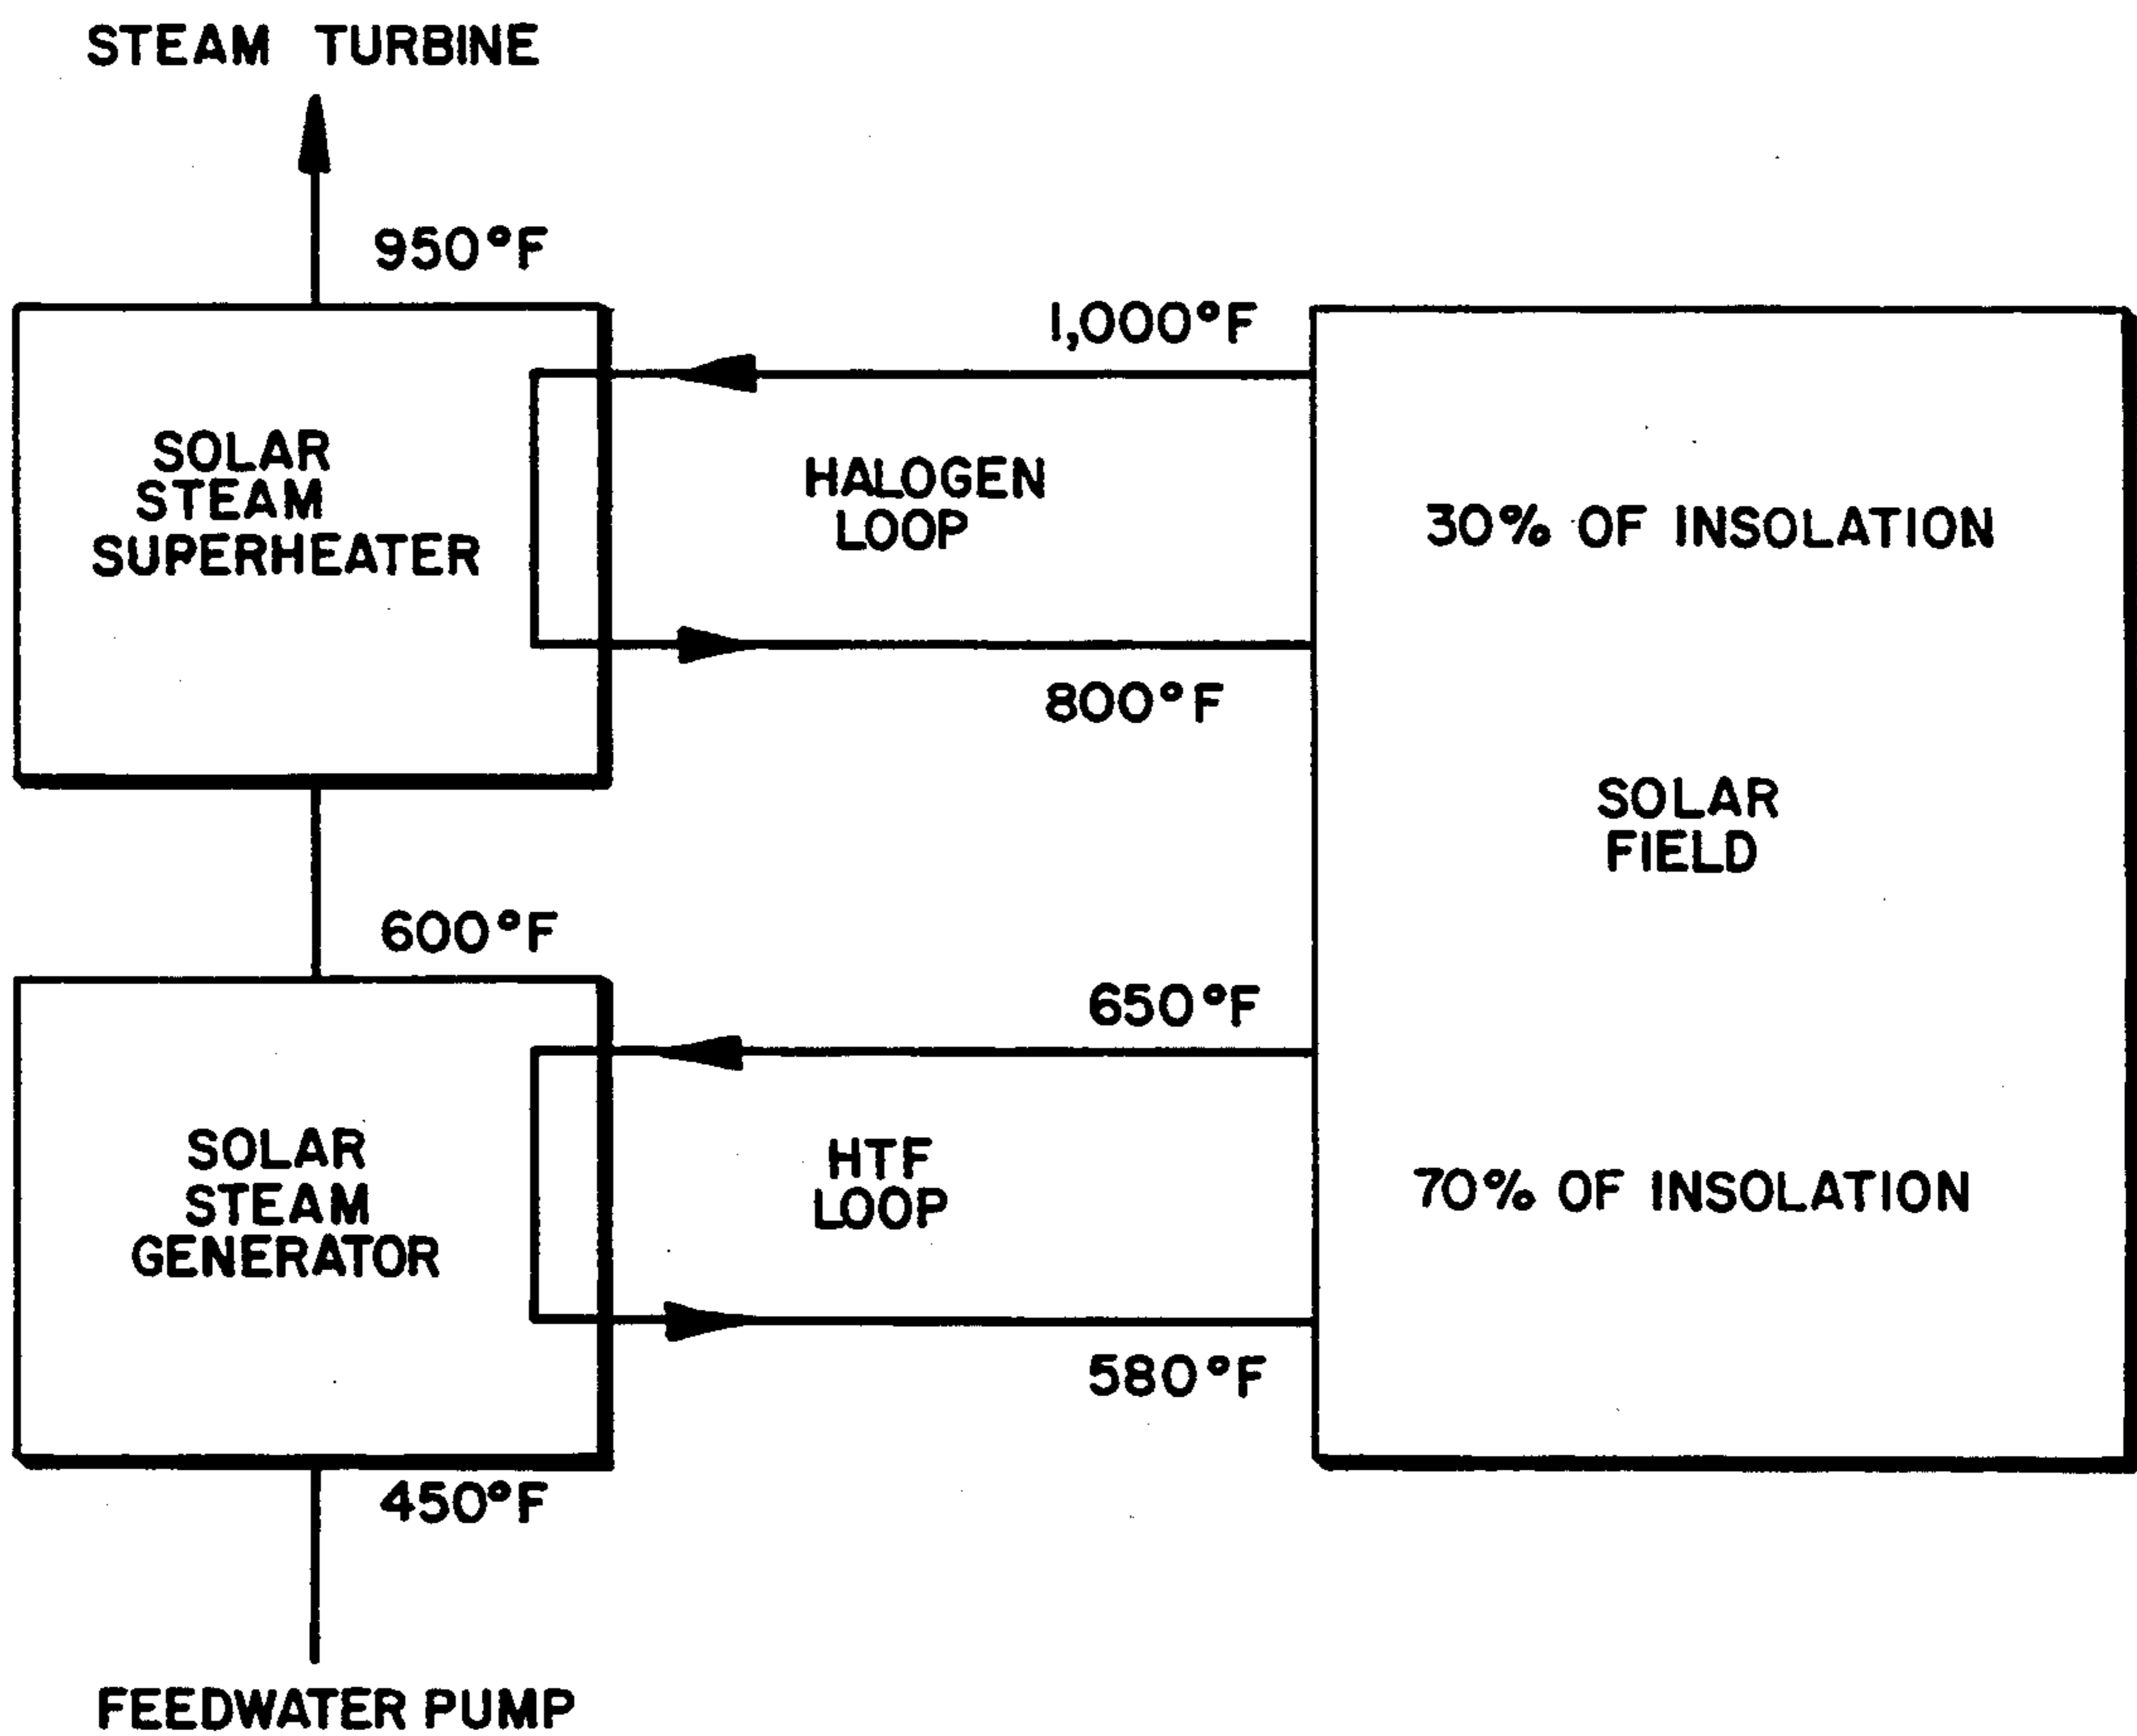 STEAM TURBINE
950°F
1,000°F
SOLAR
STEAM
SUPERHEATER
HALOGEN
LOOP
30% OF INSOLATION
800°F
SOLAR
FIELD
600°F
650°F
SOLAR
STEAM
GENERATOR
HTF
LOOP
70% OF INSOLATION
580°F
450°F
FEEDWATER PUMP